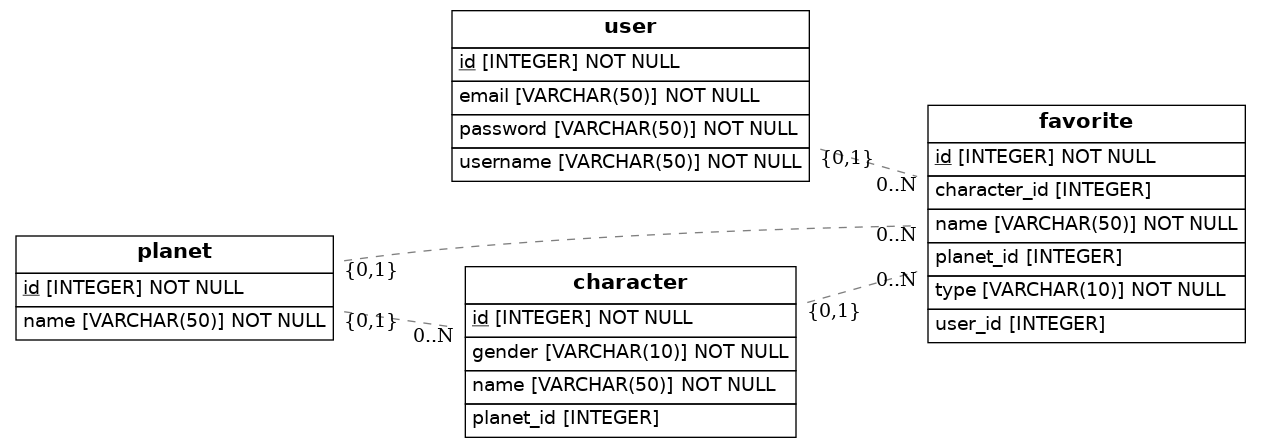 user
id [INTEGER] NOT NULL
email [VARCHAR(50)] NOT NULL
password [VARCHAR(50)] NOT NULL
username [VARCHAR(50)] NOT NULL
{0,1}
0..N
favorite
id [INTEGER] NOT NULL
character_id [INTEGER]
name [VARCHAR(50)] NOT NULL
planet_id [INTEGER]
type [VARCHAR(10)] NOT NULL
user_id [INTEGER]
0..N
{0,1}
0..N
{0,1}
planet
id [INTEGER] NOT NULL
name [VARCHAR(50)] NOT NULL
{0,1}
0..N
character
id [INTEGER] NOT NULL
gender [VARCHAR(10)] NOT NULL
name [VARCHAR(50)] NOT NULL
planet_id [INTEGER]